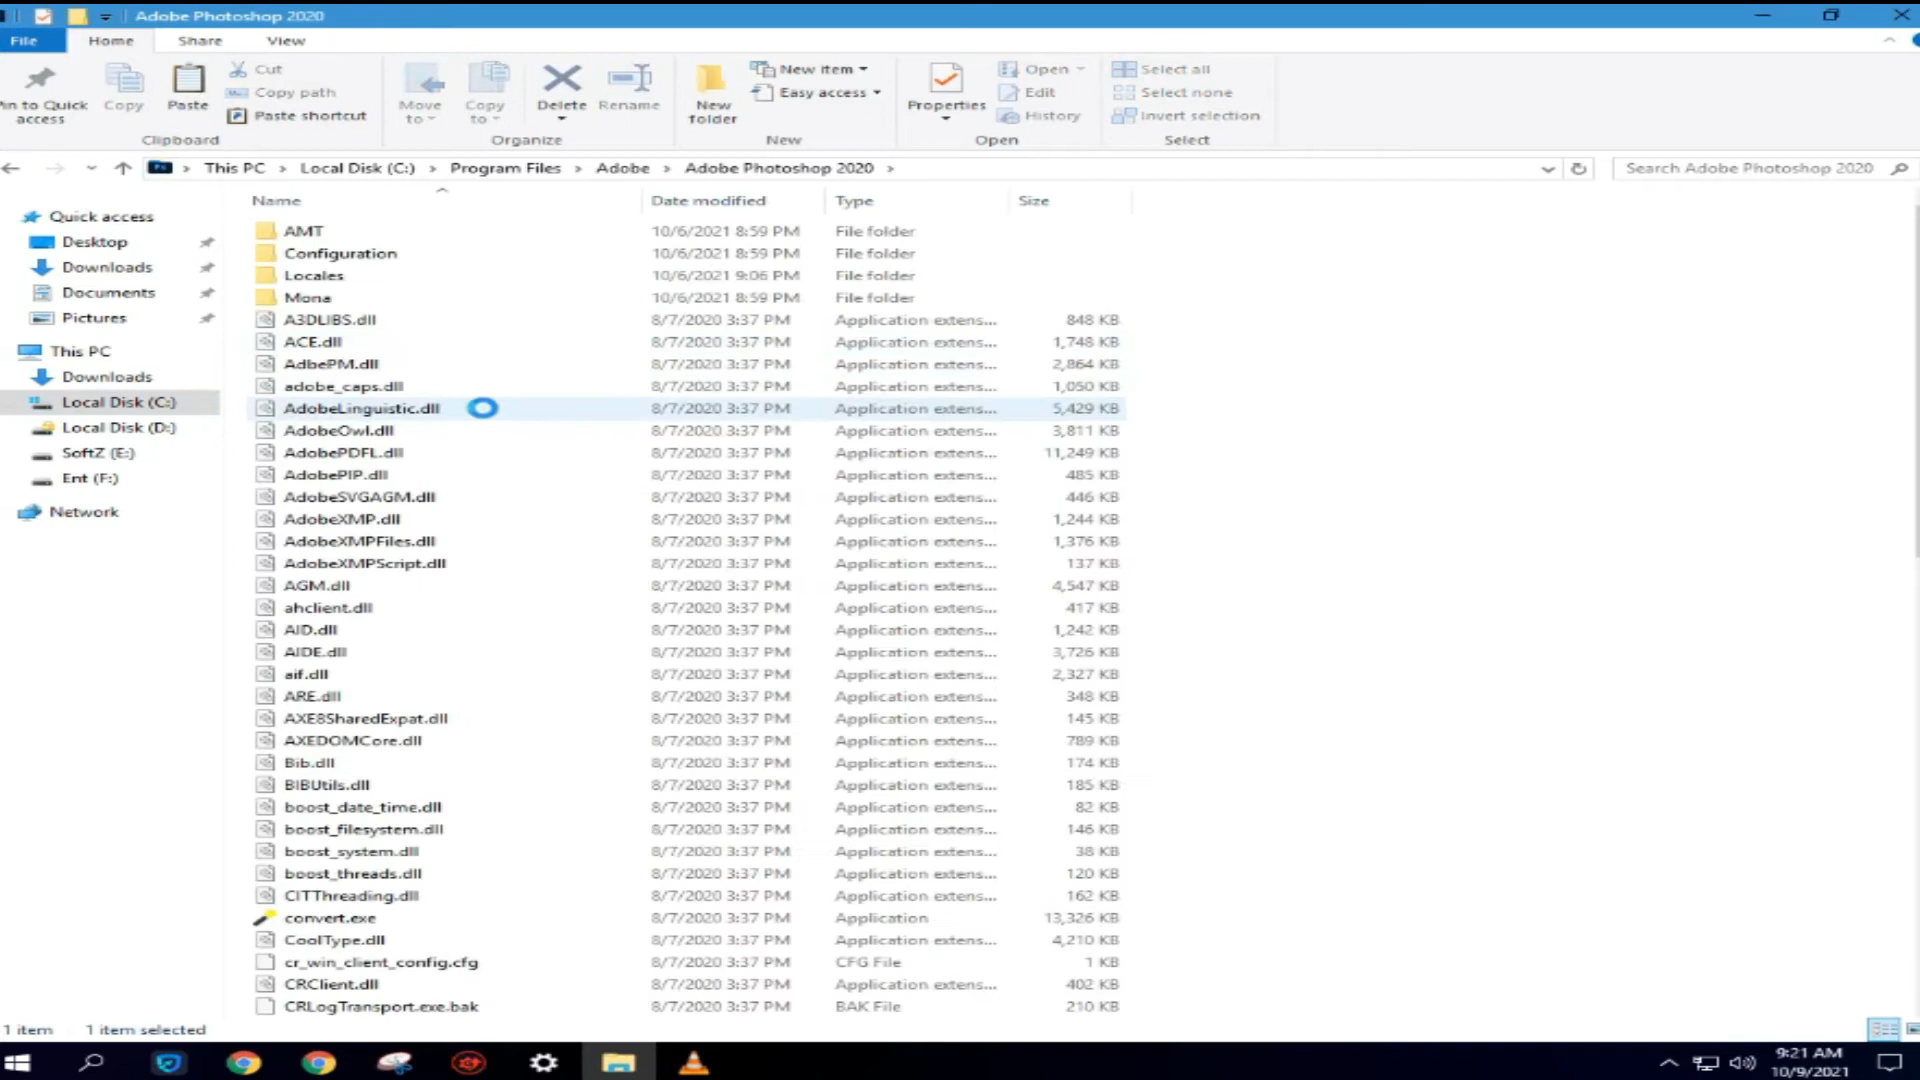 Adobe Photoshop 2020
File Home Share View
Cut
Copy path
Paste shortcut
Pin to Quick access
Copy
Paste
Clipboard
Move to
Copy to
Delete
Rename
Organize
New folder
New item
Easy access
New
Properties
Open
Edit
History
Open
Select all
Select none
Invert selection
Select
This PC > Local Disk (C:) > Program Files > Adobe > Adobe Photoshop 2020 >
Search Adobe Photoshop 2020
Quick access
Desktop
Downloads
Documents
Pictures
This PC
Downloads
Local Disk (C:)
Local Disk (D:)
SoftZ (E:)
Ent (F:)
Network
Name Date modified Type Size
AMT 10/6/2021 8:59 PM File folder
Configuration 10/6/2021 8:59 PM File folder
Locales 10/6/2021 9:06 PM File folder
Mona 10/6/2021 8:59 PM File folder
A3DLIBS.dll 8/7/2020 3:37 PM Application extens... 848 KB
ACE.dll 8/7/2020 3:37 PM Application extens... 1,748 KB
AdbePM.dll 8/7/2020 3:37 PM Application extens... 2,864 KB
adobe_caps.dll 8/7/2020 3:37 PM Application extens... 1,050 KB
AdobeLinguistic.dll 8/7/2020 3:37 PM Application extens... 5,429 KB
AdobeOwl.dll 8/7/2020 3:37 PM Application extens... 3,811 KB
AdobePDFL.dll 8/7/2020 3:37 PM Application extens... 11,249 KB
AdobePIP.dll 8/7/2020 3:37 PM Application extens... 485 KB
AdobeSVGAGM.dll 8/7/2020 3:37 PM Application extens... 446 KB
AdobeXMP.dll 8/7/2020 3:37 PM Application extens... 1,244 KB
AdobeXMPFiles.dll 8/7/2020 3:37 PM Application extens... 1,376 KB
AdobeXMPScript.dll 8/7/2020 3:37 PM Application extens... 137 KB
AGM.dll 8/7/2020 3:37 PM Application extens... 4,547 KB
ahclient.dll 8/7/2020 3:37 PM Application extens... 417 KB
AID.dll 8/7/2020 3:37 PM Application extens... 1,242 KB
AIDE.dll 8/7/2020 3:37 PM Application extens... 3,726 KB
aif.dll 8/7/2020 3:37 PM Application extens... 2,327 KB
ARE.dll 8/7/2020 3:37 PM Application extens... 348 KB
AXE8SharedExpat.dll 8/7/2020 3:37 PM Application extens... 145 KB
AXEDOMCore.dll 8/7/2020 3:37 PM Application extens... 789 KB
Bib.dll 8/7/2020 3:37 PM Application extens... 174 KB
BIBUtils.dll 8/7/2020 3:37 PM Application extens... 185 KB
boost_date_time.dll 8/7/2020 3:37 PM Application extens... 82 KB
boost_filesystem.dll 8/7/2020 3:37 PM Application extens... 146 KB
boost_system.dll 8/7/2020 3:37 PM Application extens... 38 KB
boost_threads.dll 8/7/2020 3:37 PM Application extens... 120 KB
CITThreading.dll 8/7/2020 3:37 PM Application extens... 162 KB
convert.exe 8/7/2020 3:37 PM Application 13,326 KB
CoolType.dll 8/7/2020 3:37 PM Application extens... 4,210 KB
cr_win_client_config.cfg 8/7/2020 3:37 PM CFG File 1 KB
CRClient.dll 8/7/2020 3:37 PM Application extens... 402 KB
CRLogTransport.exe.bak 8/7/2020 3:37 PM BAK File 210 KB
1 item 1 item selected
9:21 AM
10/9/2021